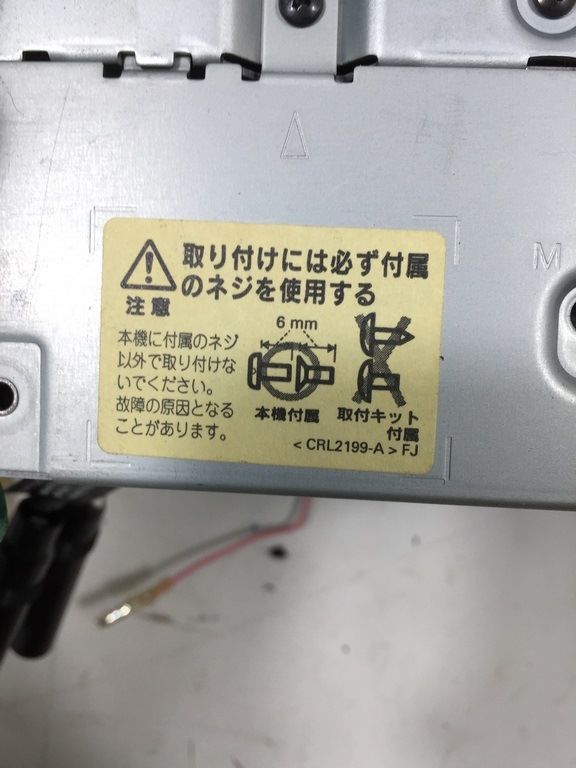 取り付けには必ず付属
のネジを使用する
注意
本機に付属のネジ
以外で取り付けな
いでください。
故障の原因となる
ことがあります。
6 mm
本機付属
取付キット
付属
<CRL2199-A>FJ
M